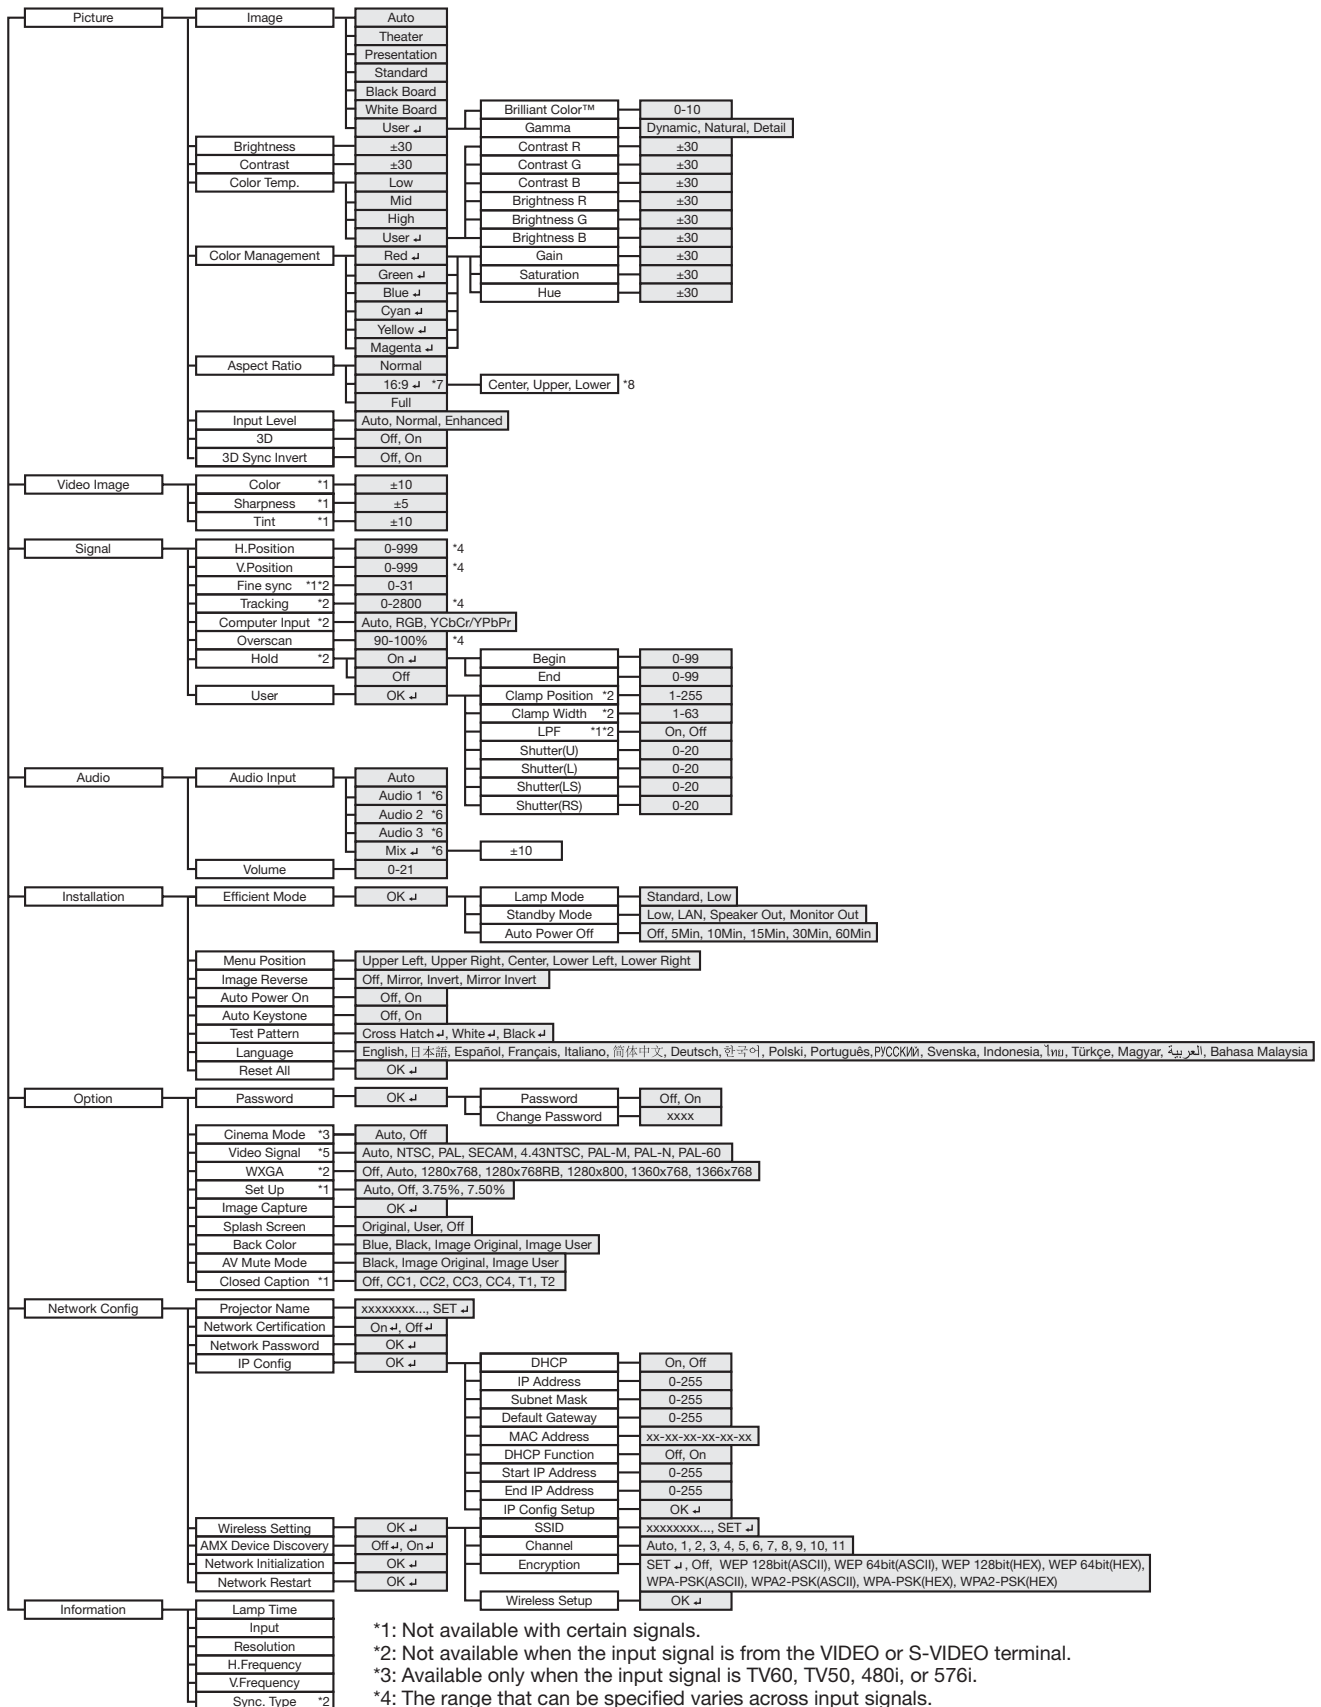 Picture Image Auto
Theater
Presentation
Standard
Black Board
White Board Brilliant Color™ 0-10
User ↵ Gamma Dynamic, Natural, Detail
Brightness ±30 Contrast R ±30
Contrast ±30 Contrast G ±30
Color Temp. Low Contrast B ±30
Mid Brightness R ±30
High Brightness G ±30
User ↵ Brightness B ±30
Color Management Red ↵ Gain ±30
Green ↵ Saturation ±30
Blue ↵ Hue ±30
Cyan ↵
Yellow ↵
Magenta ↵
Aspect Ratio Normal
16:9 ↵ *7 Center, Upper, Lower *8
Full
Input Level Auto, Normal, Enhanced
3D Off, On
3D Sync Invert Off, On
Video Image Color *1 ±10
Sharpness *1 ±5
Tint *1 ±10
Signal H.Position 0-999 *4
V.Position 0-999 *4
Fine sync *1*2 0-31
Tracking *2 0-2800 *4
Computer Input *2 Auto, RGB, YCbCr/YPbPr
Overscan 90-100% *4
Hold *2 On ↵ Begin 0-99
Off End 0-99
User OK ↵ Clamp Position *2 1-255
Clamp Width *2 1-63
LPF *1*2 On, Off
Shutter(U) 0-20
Shutter(L) 0-20
Shutter(LS) 0-20
Shutter(RS) 0-20
Audio Audio Input Auto
Audio 1 *6
Audio 2 *6
Audio 3 *6
Mix ↵ *6 ±10
Volume 0-21
Installation Efficient Mode OK ↵ Lamp Mode Standard, Low
Standby Mode Low, LAN, Speaker Out, Monitor Out
Auto Power Off Off, 5Min, 10Min, 15Min, 30Min, 60Min
Menu Position Upper Left, Upper Right, Center, Lower Left, Lower Right
Image Reverse Off, Mirror, Invert, Mirror Invert
Auto Power On Off, On
Auto Keystone Off, On
Test Pattern Cross Hatch↵, White↵, Black↵
Language English, 日本語, Español, Français, Italiano, 简体中文, Deutsch, 한국어, Polski, Português, РУССКИЙ, Svenska, Indonesia, ไทย, Türkçe, Magyar, العربية, Bahasa Malaysia
Reset All OK ↵
Option Password OK ↵ Password Off, On
Change Password xxxx
Cinema Mode *3 Auto, Off
Video Signal *5 Auto, NTSC, PAL, SECAM, 4.43NTSC, PAL-M, PAL-N, PAL-60
WXGA *2 Off, Auto, 1280x768, 1280x768RB, 1280x800, 1360x768, 1366x768
Set Up *1 Auto, Off, 3.75%, 7.50%
Image Capture OK ↵
Splash Screen Original, User, Off
Back Color Blue, Black, Image Original, Image User
AV Mute Mode Black, Image Original, Image User
Closed Caption *1 Off, CC1, CC2, CC3, CC4, T1, T2
Network Config Projector Name xxxxxxxx..., SET ↵
Network Certification On↵, Off↵
Network Password OK ↵
IP Config OK ↵ DHCP On, Off
IP Address 0-255
Subnet Mask 0-255
Default Gateway 0-255
MAC Address xx-xx-xx-xx-xx-xx
DHCP Function Off, On
Start IP Address 0-255
End IP Address 0-255
IP Config Setup OK ↵
Wireless Setting OK ↵ SSID xxxxxxxx..., SET ↵
AMX Device Discovery Off↵, On↵ Channel Auto, 1, 2, 3, 4, 5, 6, 7, 8, 9, 10, 11
Network Initialization OK ↵ Encryption SET ↵, Off, WEP 128bit(ASCII), WEP 64bit(ASCII), WEP 128bit(HEX), WEP 64bit(HEX),
Network Restart OK ↵ WPA-PSK(ASCII), WPA2-PSK(ASCII), WPA-PSK(HEX), WPA2-PSK(HEX)
Wireless Setup OK ↵
Information Lamp Time
Input
Resolution
H.Frequency
V.Frequency
Sync. Type *2
*1: Not available with certain signals.
*2: Not available when the input signal is from the VIDEO or S-VIDEO terminal.
*3: Available only when the input signal is TV60, TV50, 480i, or 576i.
*4: The range that can be specified varies across input signals.